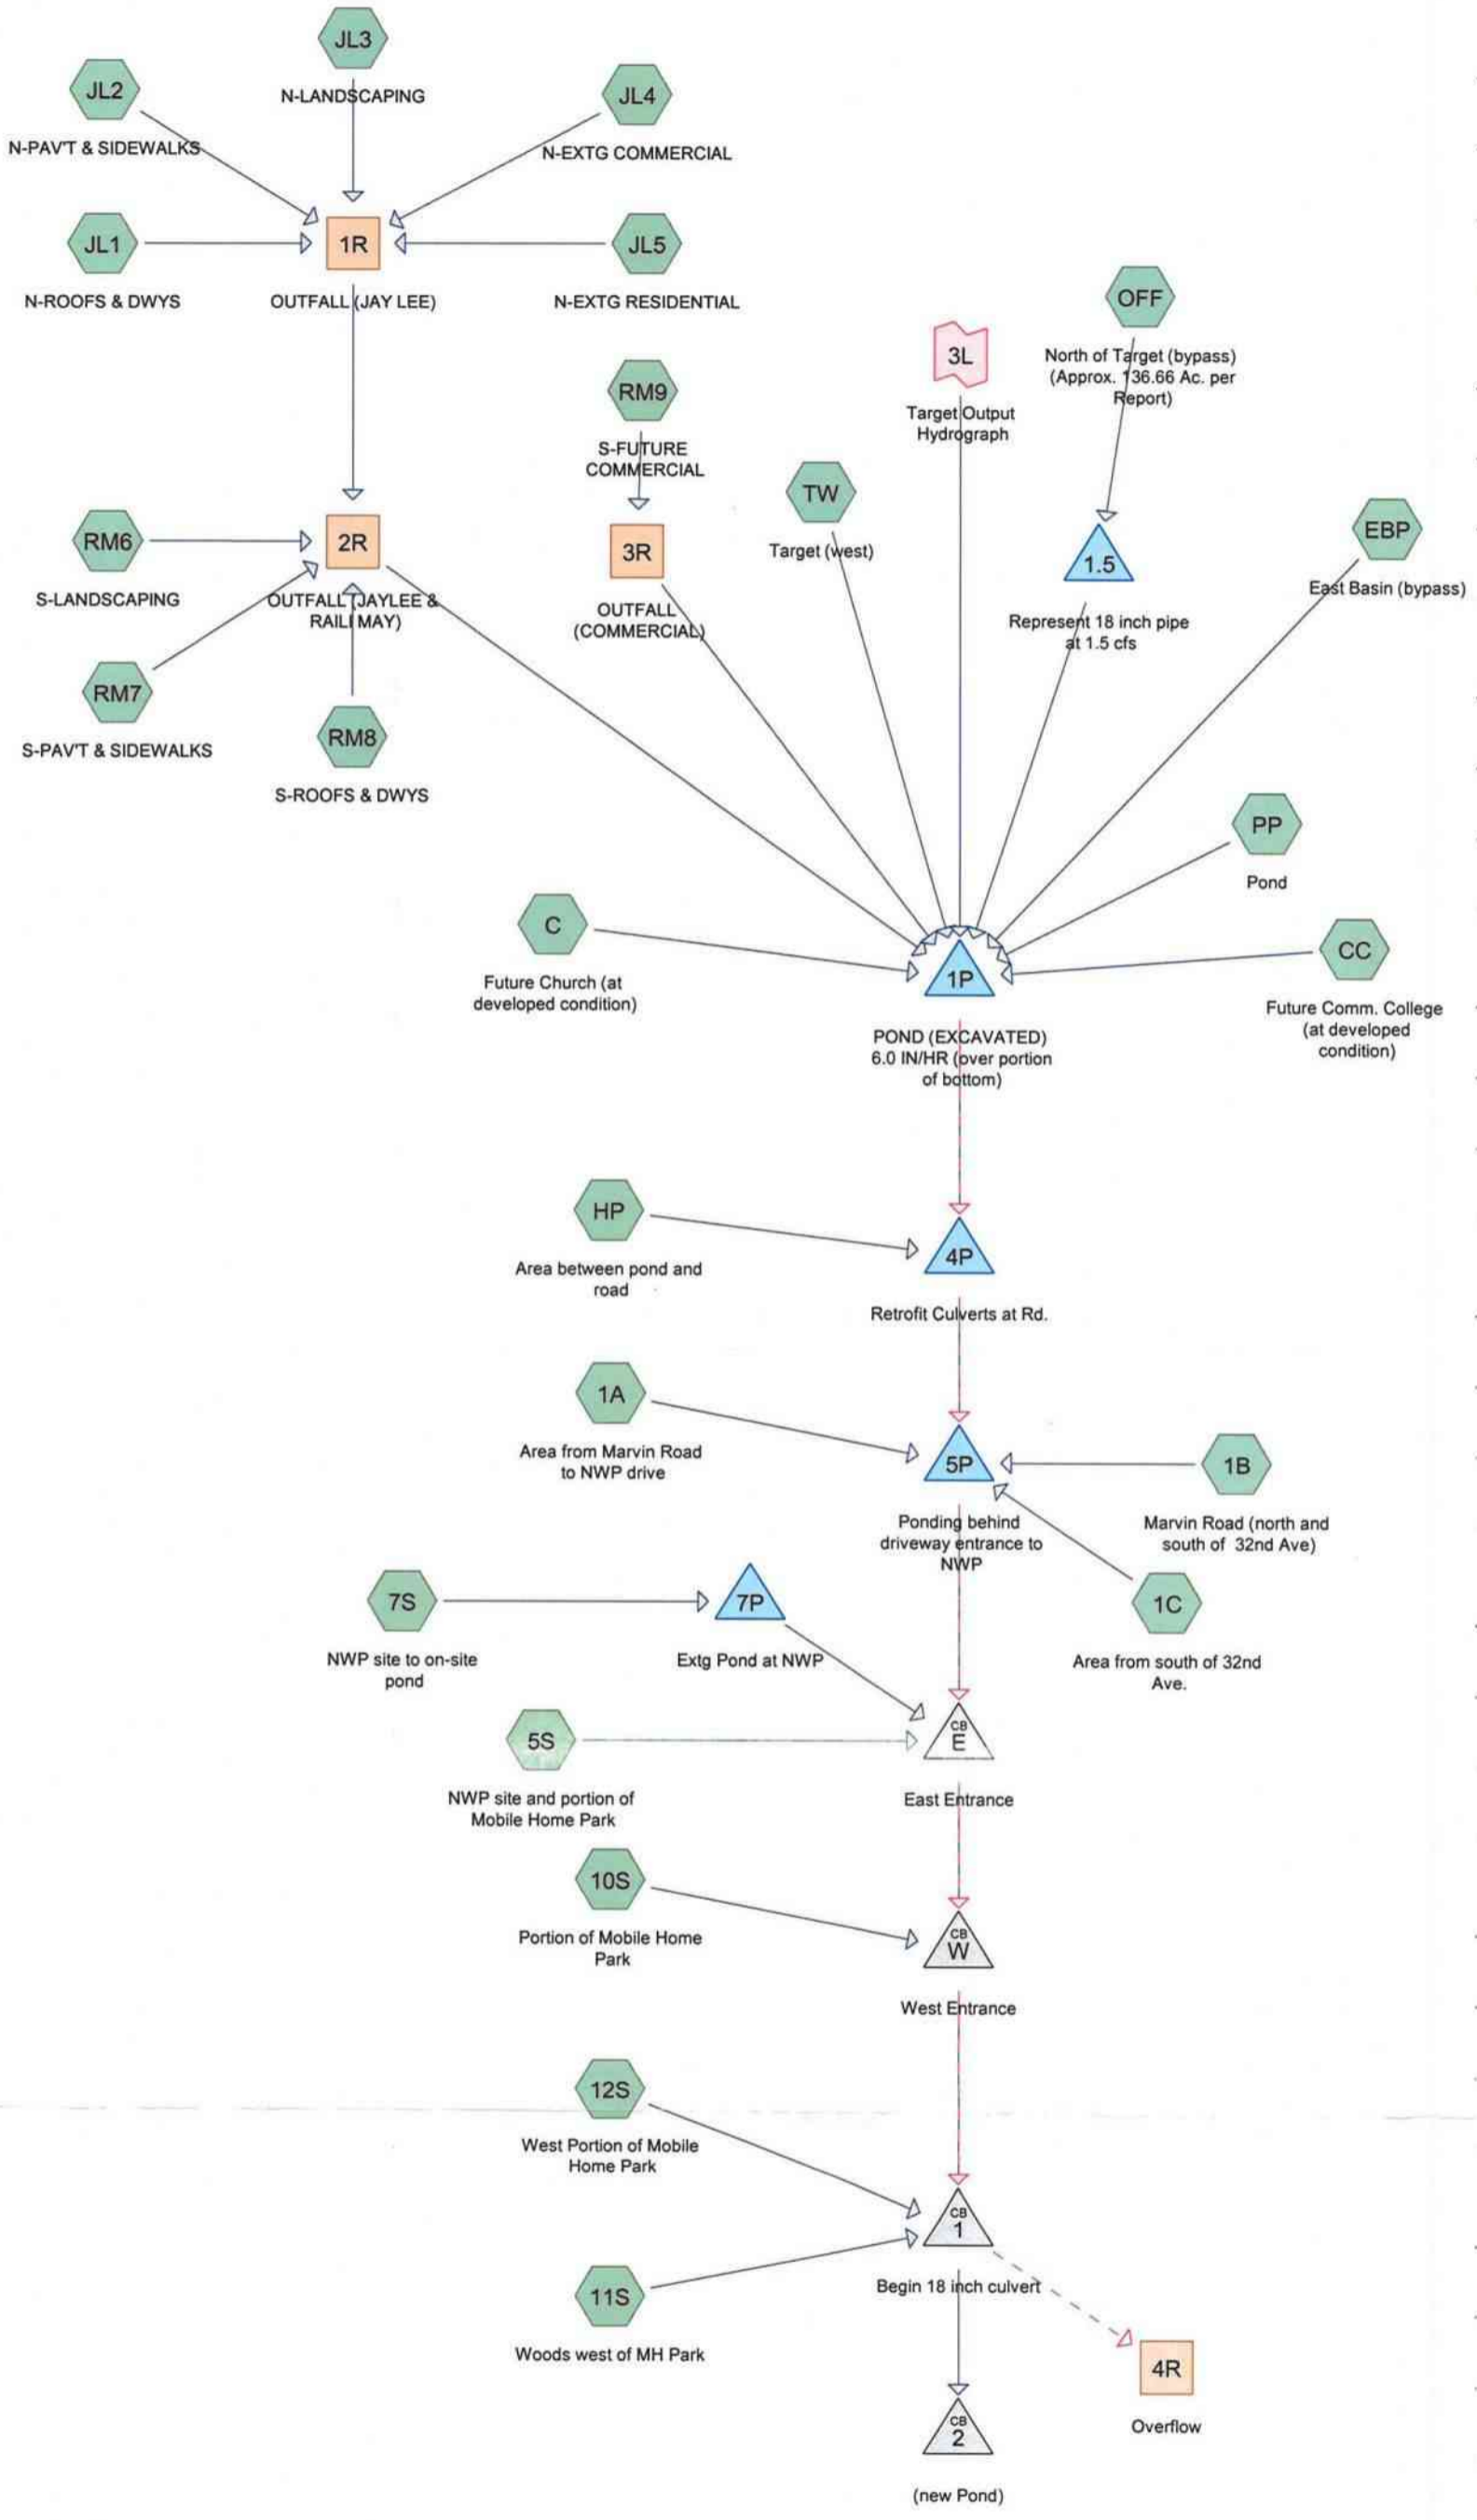 JL3
N-LANDSCAPING
JL2
N-PAV'T & SIDEWALKS
JL4
N-EXTG COMMERCIAL
JL1
N-ROOFS & DWYS
1R
OUTFALL (JAY LEE)
JL5
N-EXTG RESIDENTIAL
OFF
North of Target (bypass)
(Approx. 136.66 Ac. per
Report)
3L
Target Output
Hydrograph
RM9
S-FUTURE
COMMERCIAL
TW
Target (west)
EBP
East Basin (bypass)
RM6
S-LANDSCAPING
2R
OUTFALL (JAYLEE &
RAILI MAY)
3R
OUTFALL
(COMMERCIAL)
1.5
Represent 18 inch pipe
at 1.5 cfs
RM7
S-PAV'T & SIDEWALKS
RM8
S-ROOFS & DWYS
PP
Pond
C
Future Church (at
developed condition)
1P
POND (EXCAVATED)
6.0 IN/HR (over portion
of bottom)
CC
Future Comm. College
(at developed
condition)
HP
Area between pond and
road
4P
Retrofit Culverts at Rd.
1A
Area from Marvin Road
to NWP drive
5P
Ponding behind
driveway entrance to
NWP
1B
Marvin Road (north and
south of 32nd Ave)
7S
NWP site to on-site
pond
7P
Extg Pond at NWP
1C
Area from south of 32nd
Ave.
5S
NWP site and portion of
Mobile Home Park
CB
E
East Entrance
10S
Portion of Mobile Home
Park
CB
W
West Entrance
12S
West Portion of Mobile
Home Park
CB
1
Begin 18 inch culvert
11S
Woods west of MH Park
4R
Overflow
CB
2
(new Pond)